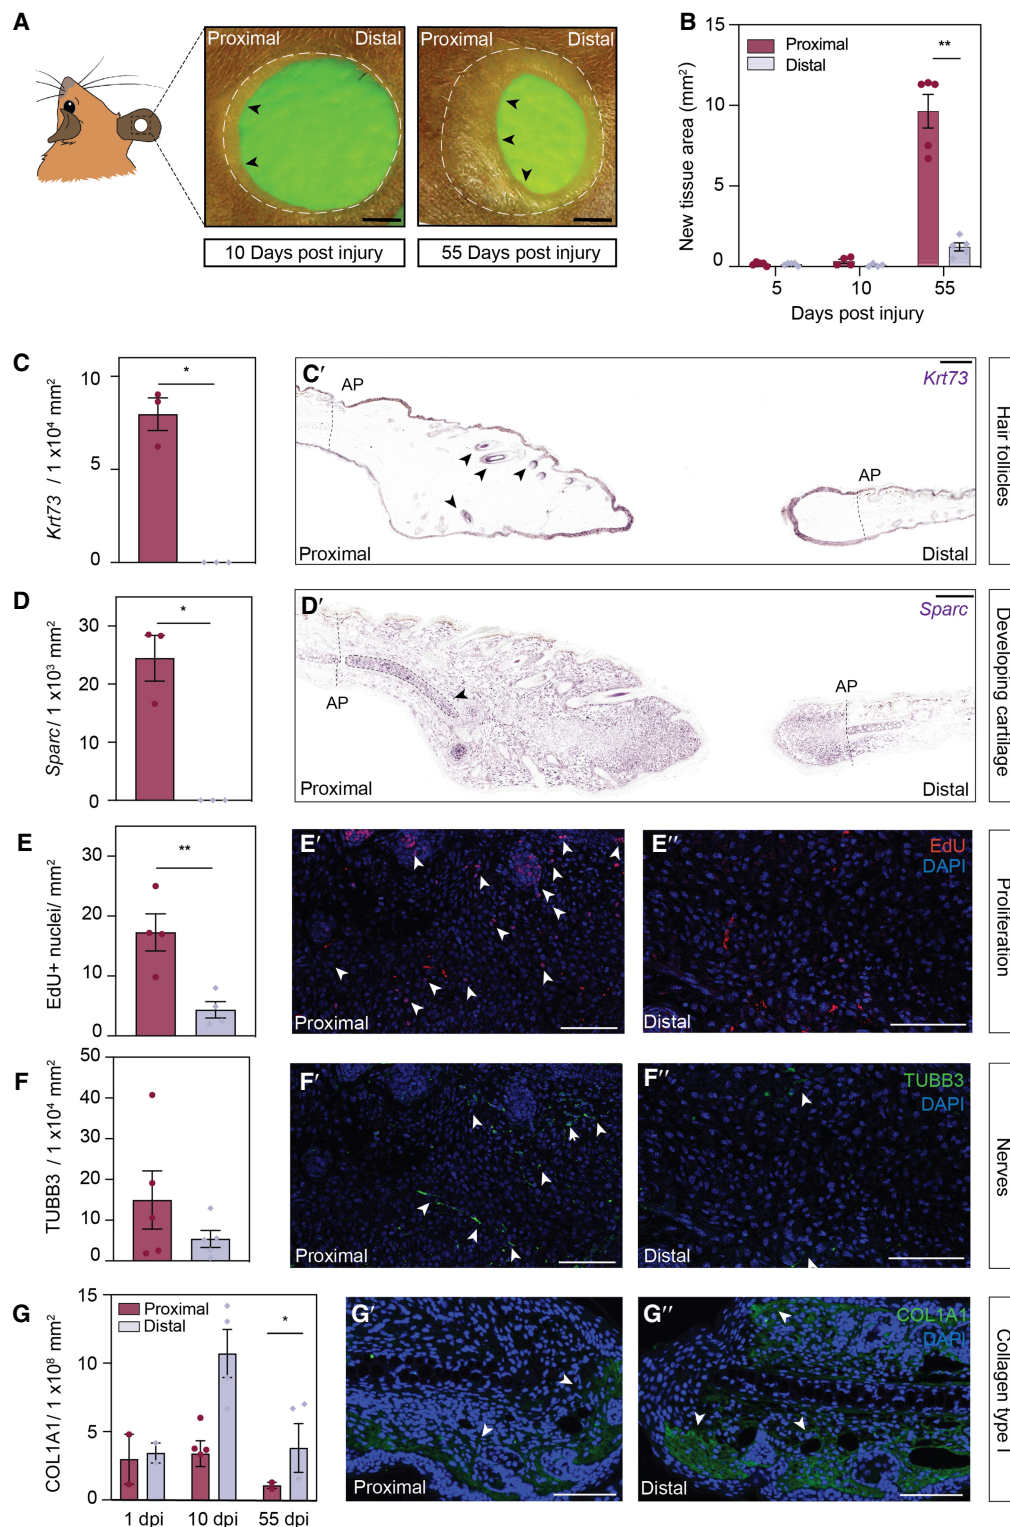 A
Proximal Distal
Proximal Distal
10 Days post injury
55 Days post injury
B
New tissue area (mm²)
15
10
5
0
Proximal
Distal
**
5 10 55
Days post injury
C
Krt73 / 1 x10⁴ mm²
10
5
0
*
C′
AP
Krt73
AP
Proximal
Distal
Hair follicles
D
Sparc/ 1 x10³ mm²
30
20
10
0
*
D′
Sparc
AP
AP
Proximal
Distal
Developing cartilage
E
EdU+ nuclei/ mm²
30
20
10
0
**
E′
Proximal
E″
EdU
DAPI
Distal
Proliferation
F
TUBB3 / 1 x10⁴ mm²
50
40
30
20
10
0
F′
Proximal
F″
TUBB3
DAPI
Distal
Nerves
G
COL1A1/ 1 x10⁸ mm²
15
10
5
0
Proximal
Distal
*
1 dpi 10 dpi 55 dpi
G′
Proximal
G″
COL1A1
DAPI
Distal
Collagen type I